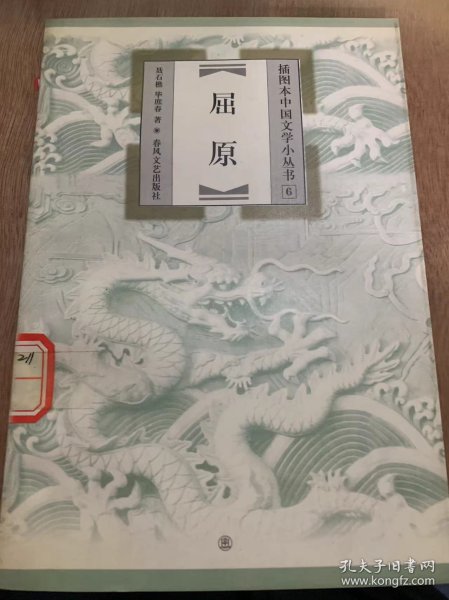 插图本中国文学小丛书 6
屈原
聂石樵 毕庶春 著
春风文艺出版社
211
孔夫子旧书网
www.kongfz.com